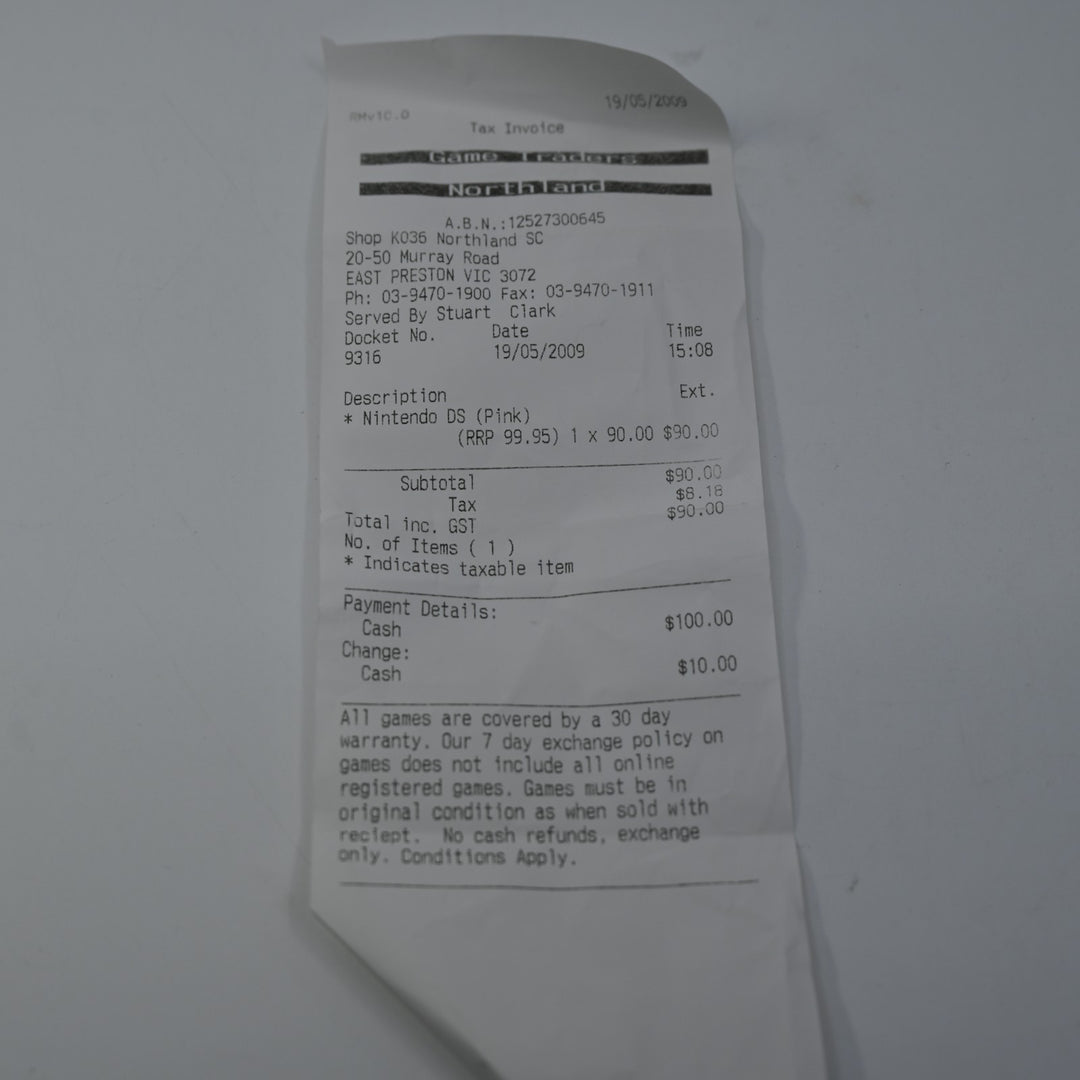 19/05/2009
RMv10.0
Tax Invoice
Game Traders
Northland
A.B.N.:12527300645
Shop K036 Northland SC
20-50 Murray Road
EAST PRESTON VIC 3072
Ph: 03-9470-1900 Fax: 03-9470-1911
Served By Stuart Clark
Docket No. Date Time
9316 19/05/2009 15:08
Description Ext.
* Nintendo DS (Pink)
(RRP 99.95) 1 x 90.00 $90.00
Subtotal $90.00
Tax $8.18
Total inc. GST $90.00
No. of Items ( 1 )
* Indicates taxable item
Payment Details:
Cash $100.00
Change:
Cash $10.00
All games are covered by a 30 day
warranty. Our 7 day exchange policy on
games does not include all online
registered games. Games must be in
original condition as when sold with
reciept. No cash refunds, exchange
only. Conditions Apply.